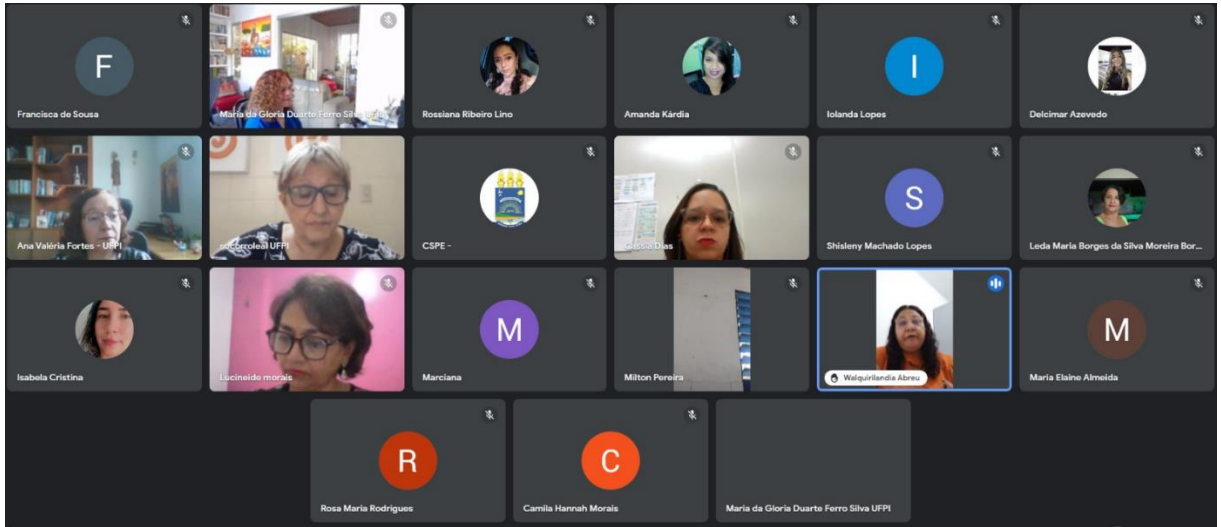 F
Francisca de Sousa
Maria da Gloria Duarte Ferro Silva UFPI
Rossiana Ribeiro Lino
Amanda Kárdia
I
Iolanda Lopes
Delcimar Azevedo
Ana Valéria Fortes - UFPI
socorroleal UFPI
CSPE -
Cássia Dias
S
Shisleny Machado Lopes
Leda Maria Borges da Silva Moreira Bor...
Isabela Cristina
Lucineide morais
M
Marciana
Milton Pereira
Walquirilandia Abreu
M
Maria Elaine Almeida
R
Rosa Maria Rodrigues
C
Camila Hannah Morais
Maria da Gloria Duarte Ferro Silva UFPI